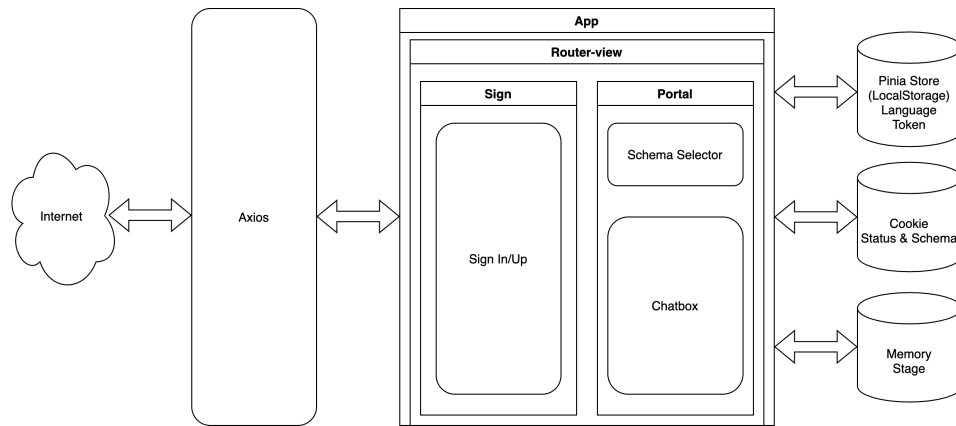 App
Router-view
Sign
Portal
Pinia Store
(LocalStorage)
Language
Token
Schema Selector
Internet
Axios
Sign In/Up
Chatbox
Cookie
Status & Schema
Memory
Stage